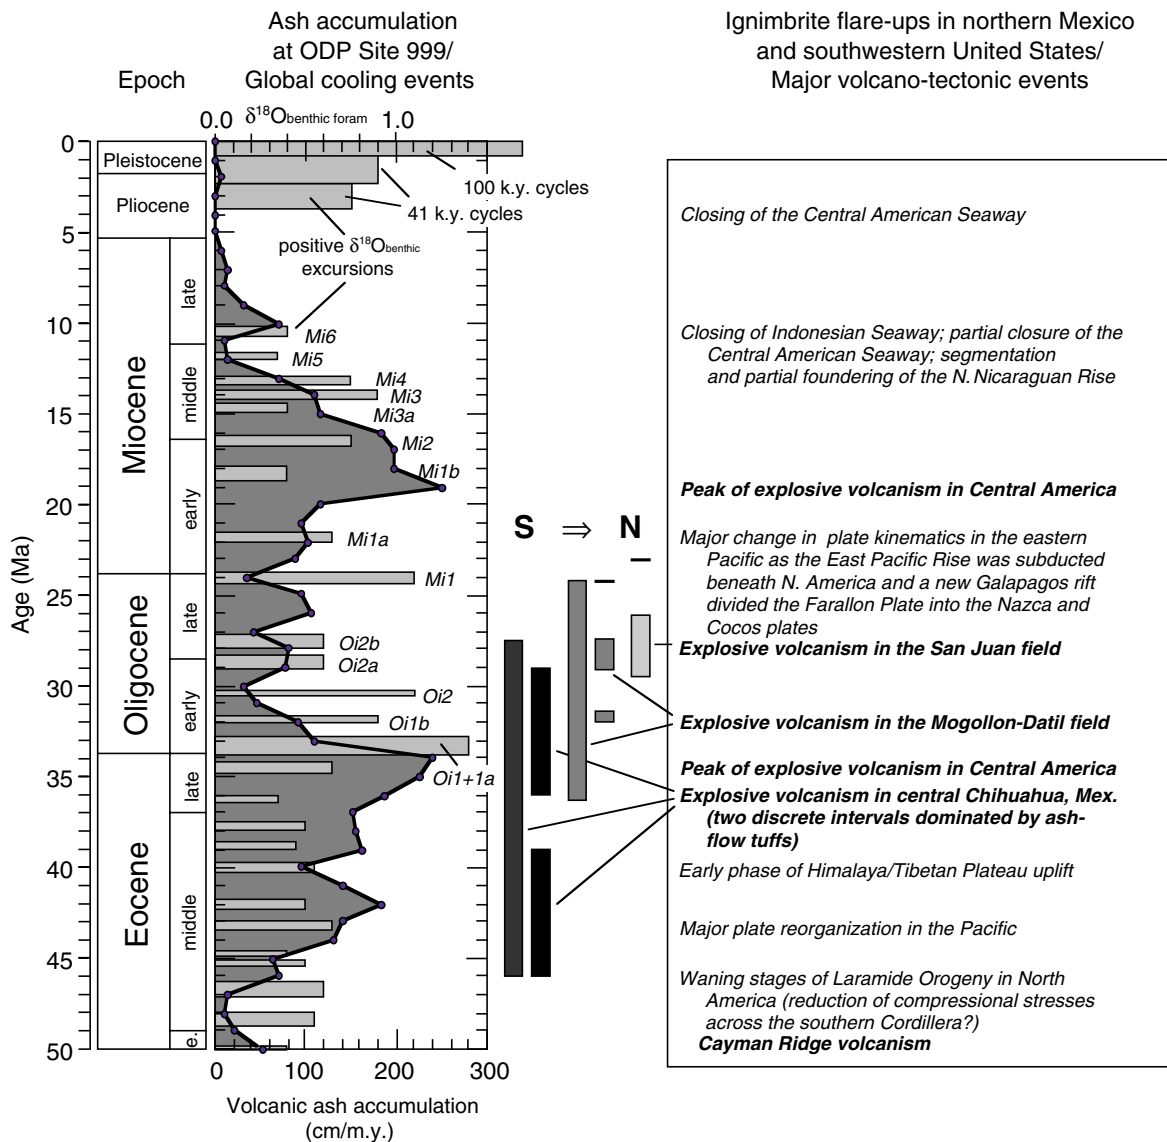 Ash accumulation
at ODP Site 999/
Global cooling events
Ignimbrite flare-ups in northern Mexico
and southwestern United States/
Major volcano-tectonic events
Epoch
0.0 δ18Obenthic foram 1.0
Age (Ma)
0
5
10
15
20
25
30
35
40
45
50
Pleistocene
Pliocene
Miocene
late
middle
early
Oligocene
late
early
Eocene
late
middle
e.
100 k.y. cycles
41 k.y. cycles
positive δ18Obenthic
excursions
Mi6
Mi5
Mi4
Mi3
Mi3a
Mi2
Mi1b
Mi1a
Mi1
Oi2b
Oi2a
Oi2
Oi1b
Oi1+1a
0 100 200 300
Volcanic ash accumulation
(cm/m.y.)
S ⇒ N
Closing of the Central American Seaway
Closing of Indonesian Seaway; partial closure of the
Central American Seaway; segmentation
and partial foundering of the N. Nicaraguan Rise
Peak of explosive volcanism in Central America
Major change in plate kinematics in the eastern
Pacific as the East Pacific Rise was subducted
beneath N. America and a new Galapagos rift
divided the Farallon Plate into the Nazca and
Cocos plates
Explosive volcanism in the San Juan field
Explosive volcanism in the Mogollon-Datil field
Peak of explosive volcanism in Central America
Explosive volcanism in central Chihuahua, Mex.
(two discrete intervals dominated by ash-
flow tuffs)
Early phase of Himalaya/Tibetan Plateau uplift
Major plate reorganization in the Pacific
Waning stages of Laramide Orogeny in North
America (reduction of compressional stresses
across the southern Cordillera?)
Cayman Ridge volcanism